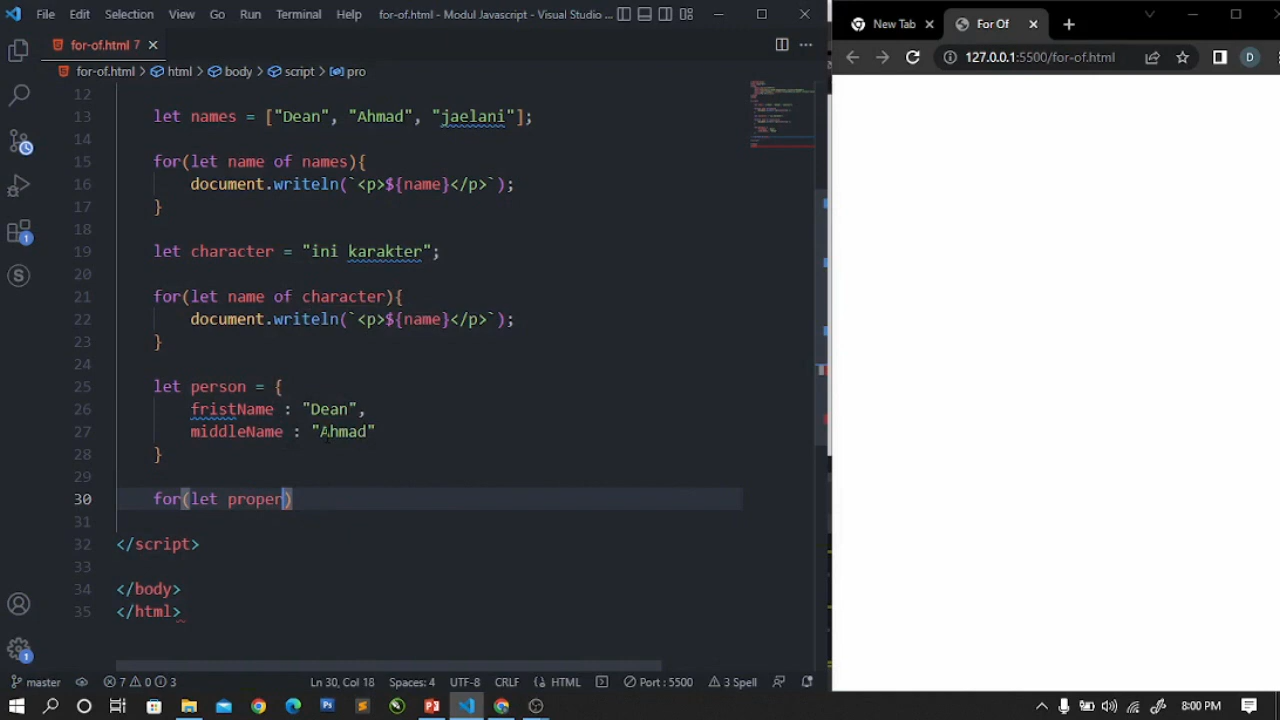 File Edit Selection View Go Run Terminal Help for-of.html - Modul Javascript - Visual Studio ...
New Tab
For Of
for-of.html 7
127.0.0.1:5500/for-of.html
D
for-of.html > html > body > script > pro
12
13 let names = ["Dean", "Ahmad", "jaelani"];
14
15 for(let name of names){
16 document.writeln(`<p>${name}</p>`);
17 }
18
19 let character = "ini karakter";
20
21 for(let name of character){
22 document.writeln(`<p>${name}</p>`);
23 }
24
25 let person = {
26 fristName : "Dean",
27 middleName : "Ahmad"
28 }
29
30 for(let proper)
31
32 </script>
33
34 </body>
35 </html>
1
1
S
master 7 0 3 Ln 30, Col 18 Spaces: 4 UTF-8 CRLF HTML Port : 5500 3 Spell
8:00 PM